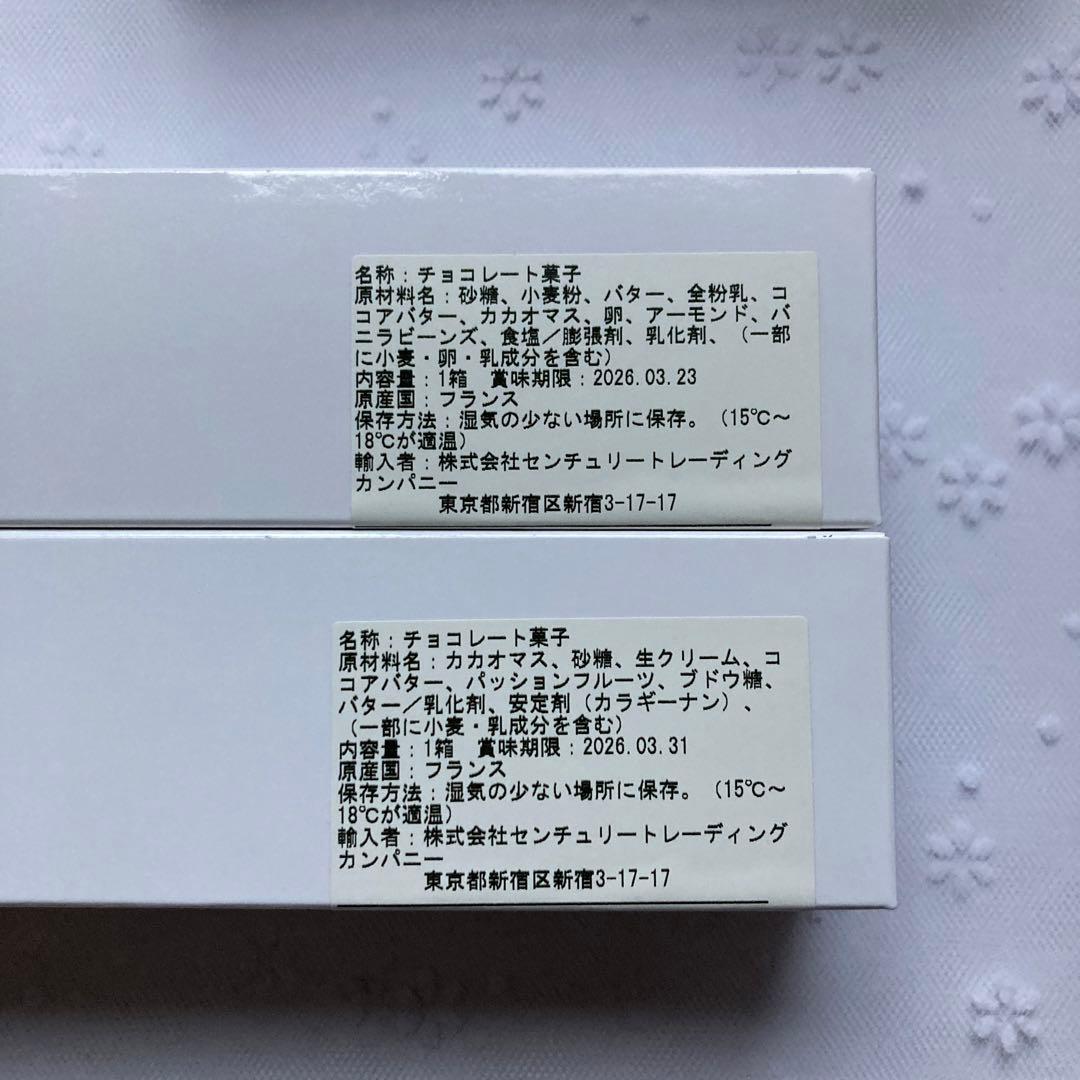 名称：チョコレート菓子
原材料名：砂糖、小麦粉、バター、全粉乳、コ
コアバター、カカオマス、卵、アーモンド、バ
ニラビーンズ、食塩／膨張剤、乳化剤、（一部
に小麦・卵・乳成分を含む）
内容量：1箱　賞味期限：2026.03.23
原産国：フランス
保存方法：湿気の少ない場所に保存。（15℃～
18℃が適温）
輸入者：株式会社センチュリートレーディング
カンパニー
東京都新宿区新宿3-17-17
名称：チョコレート菓子
原材料名：カカオマス、砂糖、生クリーム、コ
コアバター、パッションフルーツ、ブドウ糖、
バター／乳化剤、安定剤（カラギーナン）、
（一部に小麦・乳成分を含む）
内容量：1箱　賞味期限：2026.03.31
原産国：フランス
保存方法：湿気の少ない場所に保存。（15℃～
18℃が適温）
輸入者：株式会社センチュリートレーディング
カンパニー
東京都新宿区新宿3-17-17